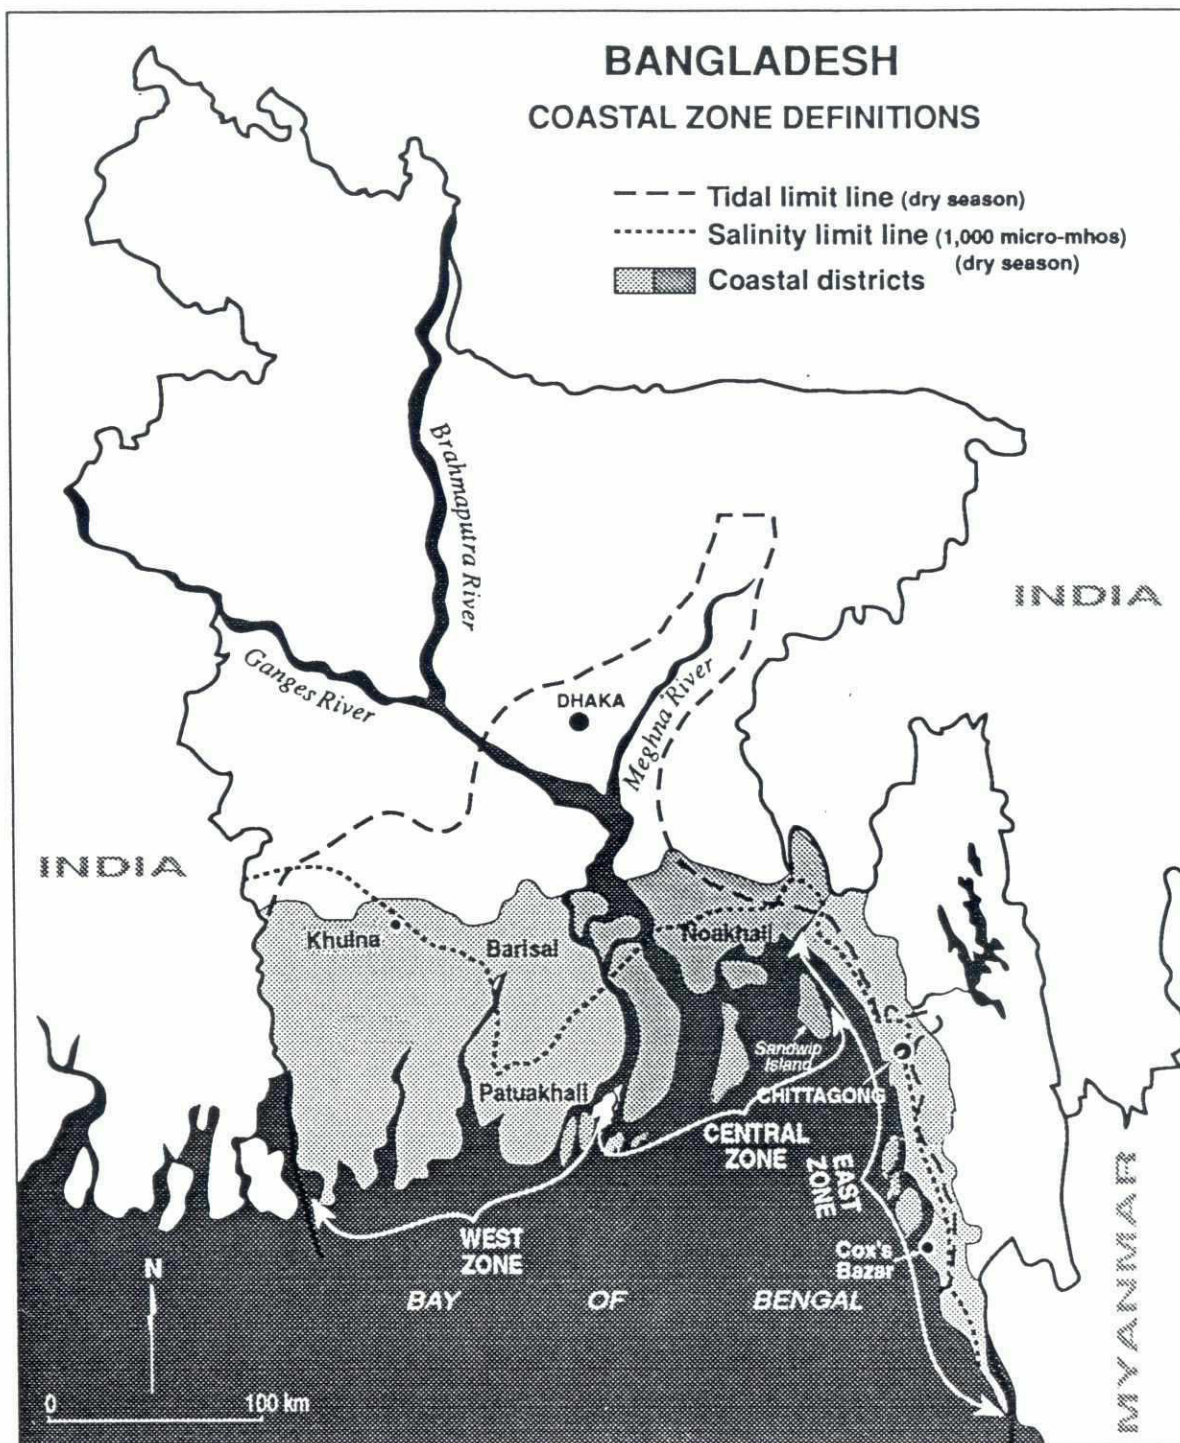 BANGLADESH
COASTAL ZONE DEFINITIONS
Tidal limit line (dry season)
Salinity limit line (1,000 micro-mhos)
(dry season)
Coastal districts
Brahmaputra River
Ganges River
Meghna River
DHAKA
INDIA
INDIA
Khulna
Barisal
Noakhali
Patuakhali
Sandwip
Island
CHITTAGONG
CENTRAL
ZONE
EAST
ZONE
WEST
ZONE
Cox's
Bazar
BAY OF BENGAL
MYANMAR
N
0 100 km